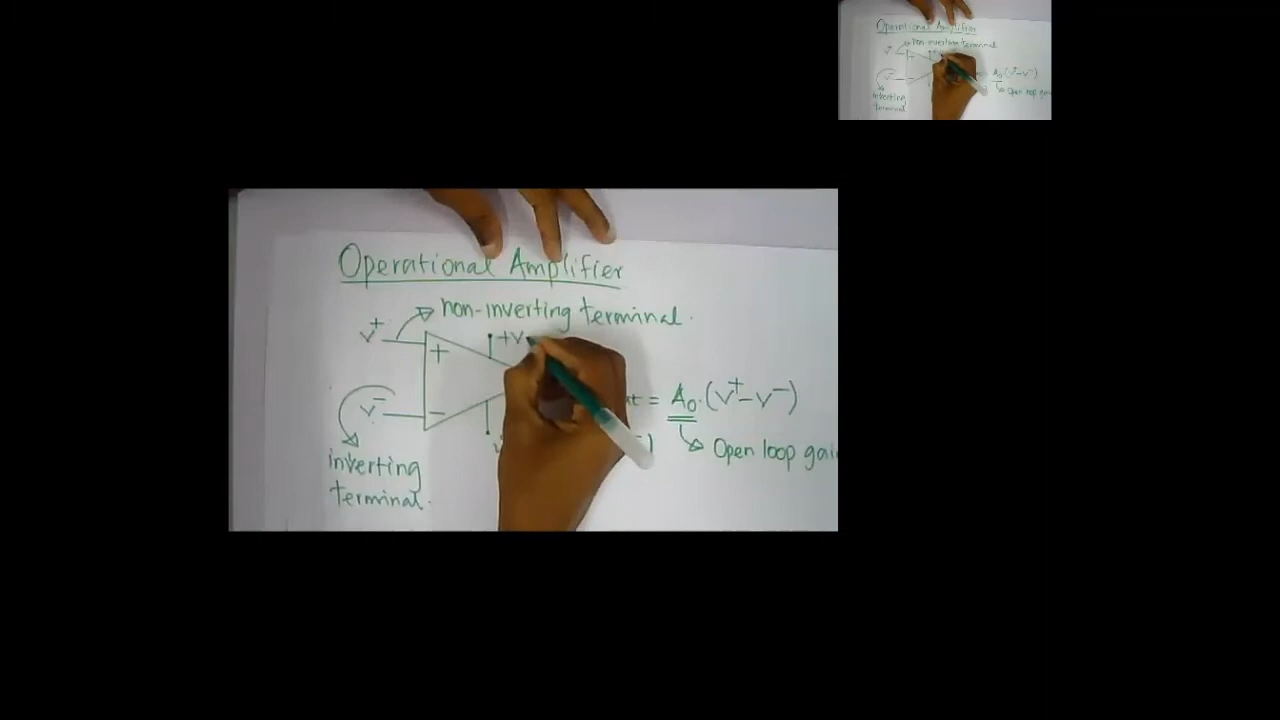 Operational Amplifier
non-inverting terminal.
V+
+ +V
= A0.(V+-V-)
V-
-
Open loop gai
inverting
terminal.